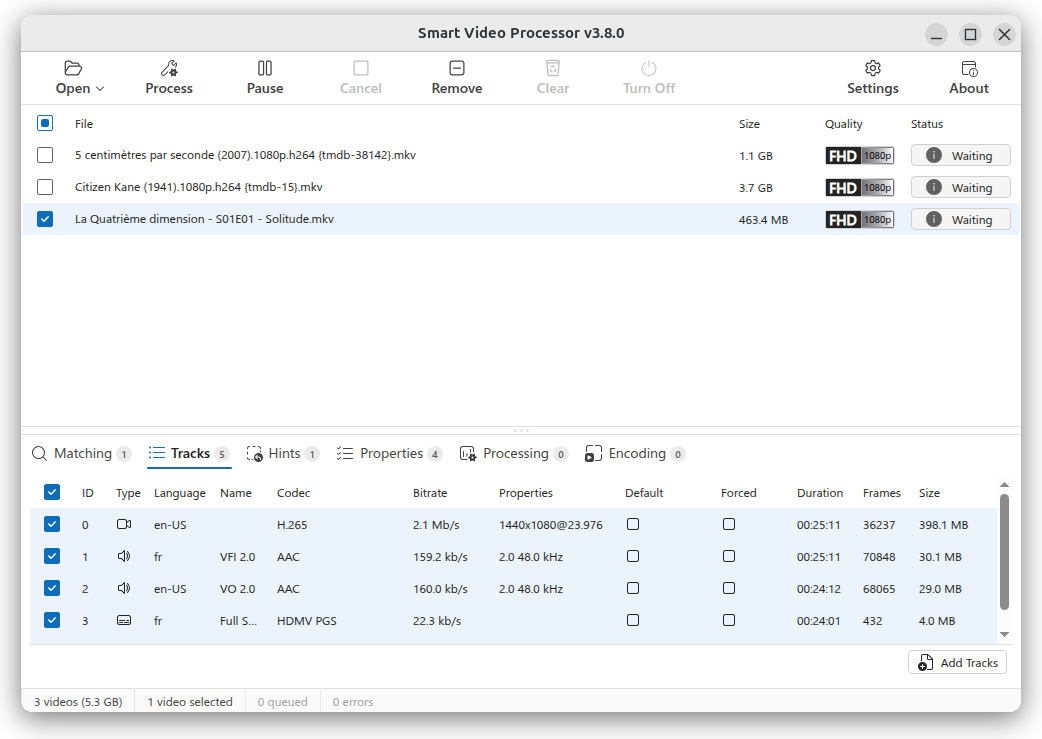 Smart Video Processor v3.8.0
Open Process Pause Cancel Remove Clear Turn Off Settings About
File Size Quality Status
5 centimètres par seconde (2007).1080p.h264 {tmdb-38142}.mkv 1.1 GB FHD 1080p Waiting
Citizen Kane (1941).1080p.h264 {tmdb-15}.mkv 3.7 GB FHD 1080p Waiting
La Quatrième dimension - S01E01 - Solitude.mkv 463.4 MB FHD 1080p Waiting
Matching 1 Tracks 5 Hints 1 Properties 4 Processing 0 Encoding 0
ID Type Language Name Codec Bitrate Properties Default Forced Duration Frames Size
0 en-US H.265 2.1 Mb/s 1440x1080@23.976 00:25:11 36237 398.1 MB
1 fr VFI 2.0 AAC 159.2 kb/s 2.0 48.0 kHz 00:25:11 70848 30.1 MB
2 en-US VO 2.0 AAC 160.0 kb/s 2.0 48.0 kHz 00:24:12 68065 29.0 MB
3 fr Full S... HDMV PGS 22.3 kb/s 00:24:01 432 4.0 MB
Add Tracks
3 videos (5.3 GB) 1 video selected 0 queued 0 errors